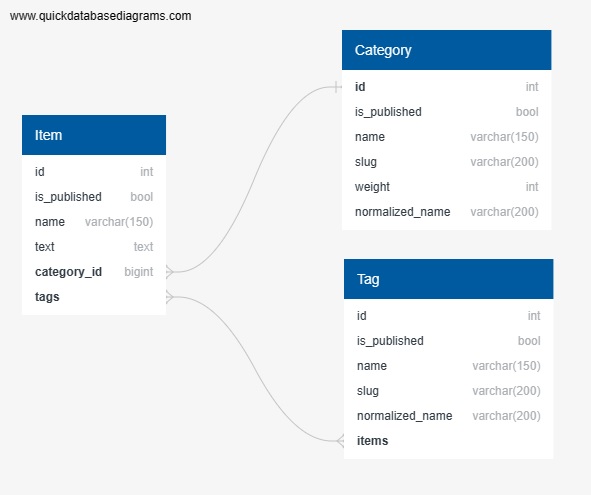 www.quickdatabasediagrams.com
Category
id int
is_published bool
name varchar(150)
slug varchar(200)
weight int
normalized_name varchar(200)
Item
id int
is_published bool
name varchar(150)
text text
category_id bigint
tags
Tag
id int
is_published bool
name varchar(150)
slug varchar(200)
normalized_name varchar(200)
items